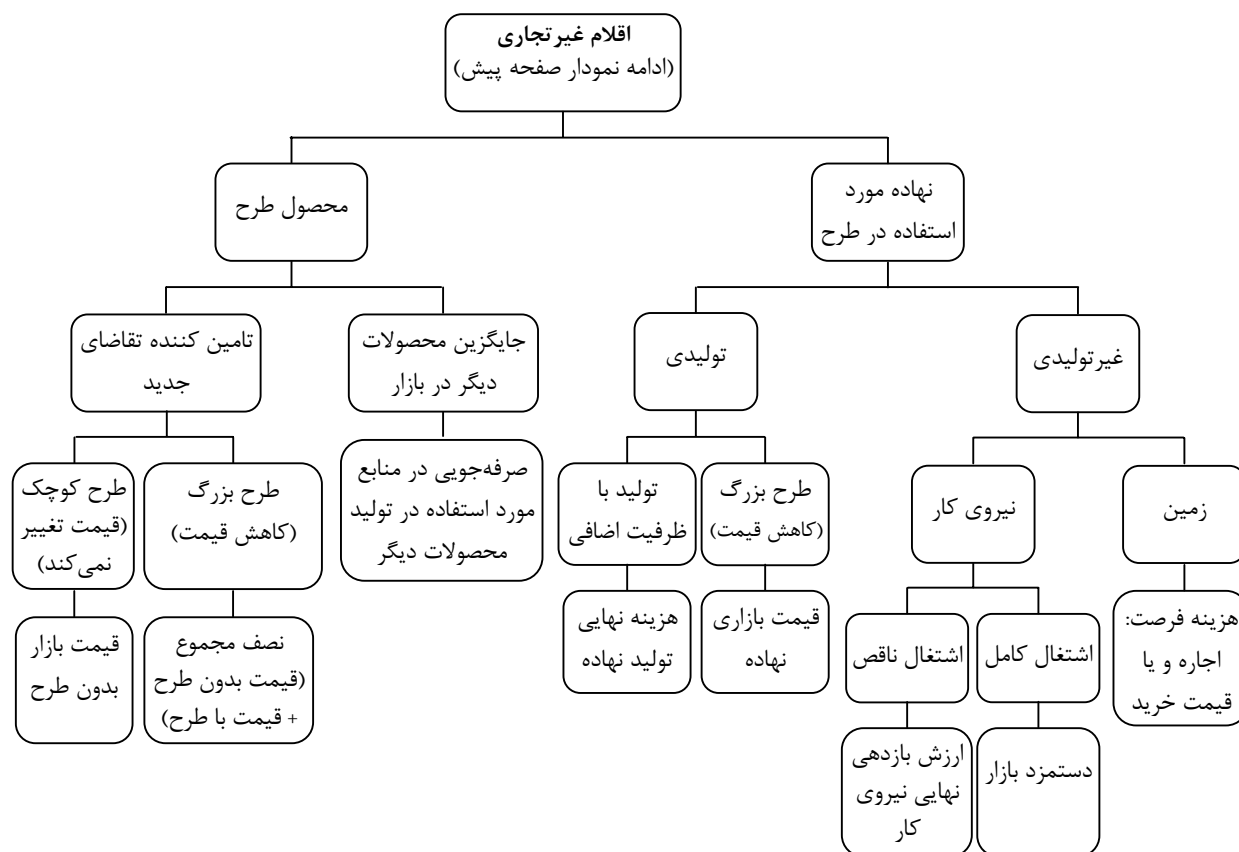 اقلام غیرتجاری
(ادامه نمودار صفحه پیش)
نهاده مورد
استفاده در طرح
محصول طرح
غیرتولیدی
تولیدی
جایگزین محصولات
دیگر در بازار
تامین کننده تقاضای
جدید
زمین
نیروی کار
طرح بزرگ
(کاهش قیمت)
تولید با
ظرفیت اضافی
صرفه‌جویی در منابع
مورد استفاده در تولید
محصولات دیگر
طرح بزرگ
(کاهش قیمت)
طرح کوچک
(قیمت تغییر
نمی‌کند)
هزینه فرصت:
اجاره و یا
قیمت خرید
اشتغال کامل
اشتغال ناقص
قیمت بازاری
نهاده
هزینه نهایی
تولید نهاده
نصف مجموع
(قیمت بدون طرح
+ قیمت با طرح)
قیمت بازار
بدون طرح
دستمزد بازار
ارزش بازدهی
نهایی نیروی
کار